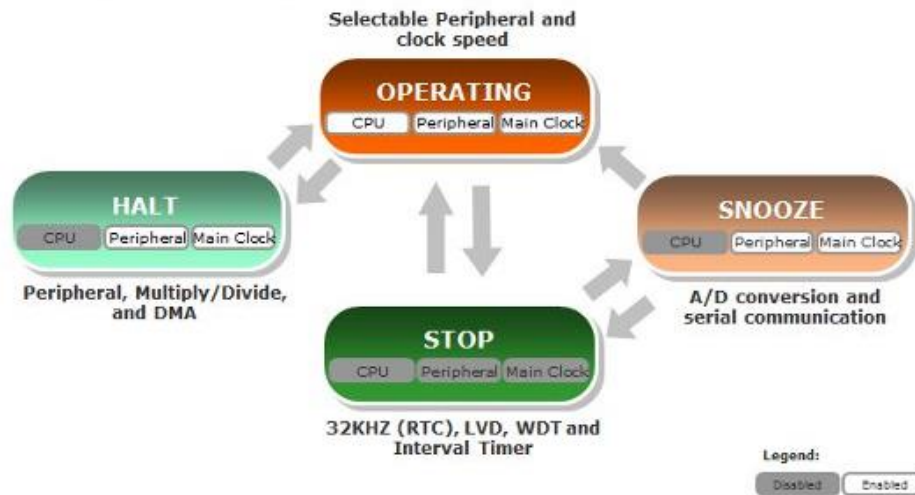 Selectable Peripheral and
clock speed
OPERATING
CPU Peripheral Main Clock
HALT
CPU Peripheral Main Clock
Peripheral, Multiply/Divide,
and DMA
SNOOZE
CPU Peripheral Main Clock
A/D conversion and
serial communication
STOP
CPU Peripheral Main Clock
32KHZ (RTC), LVD, WDT and
Interval Timer
Legend:
Disabled Enabled